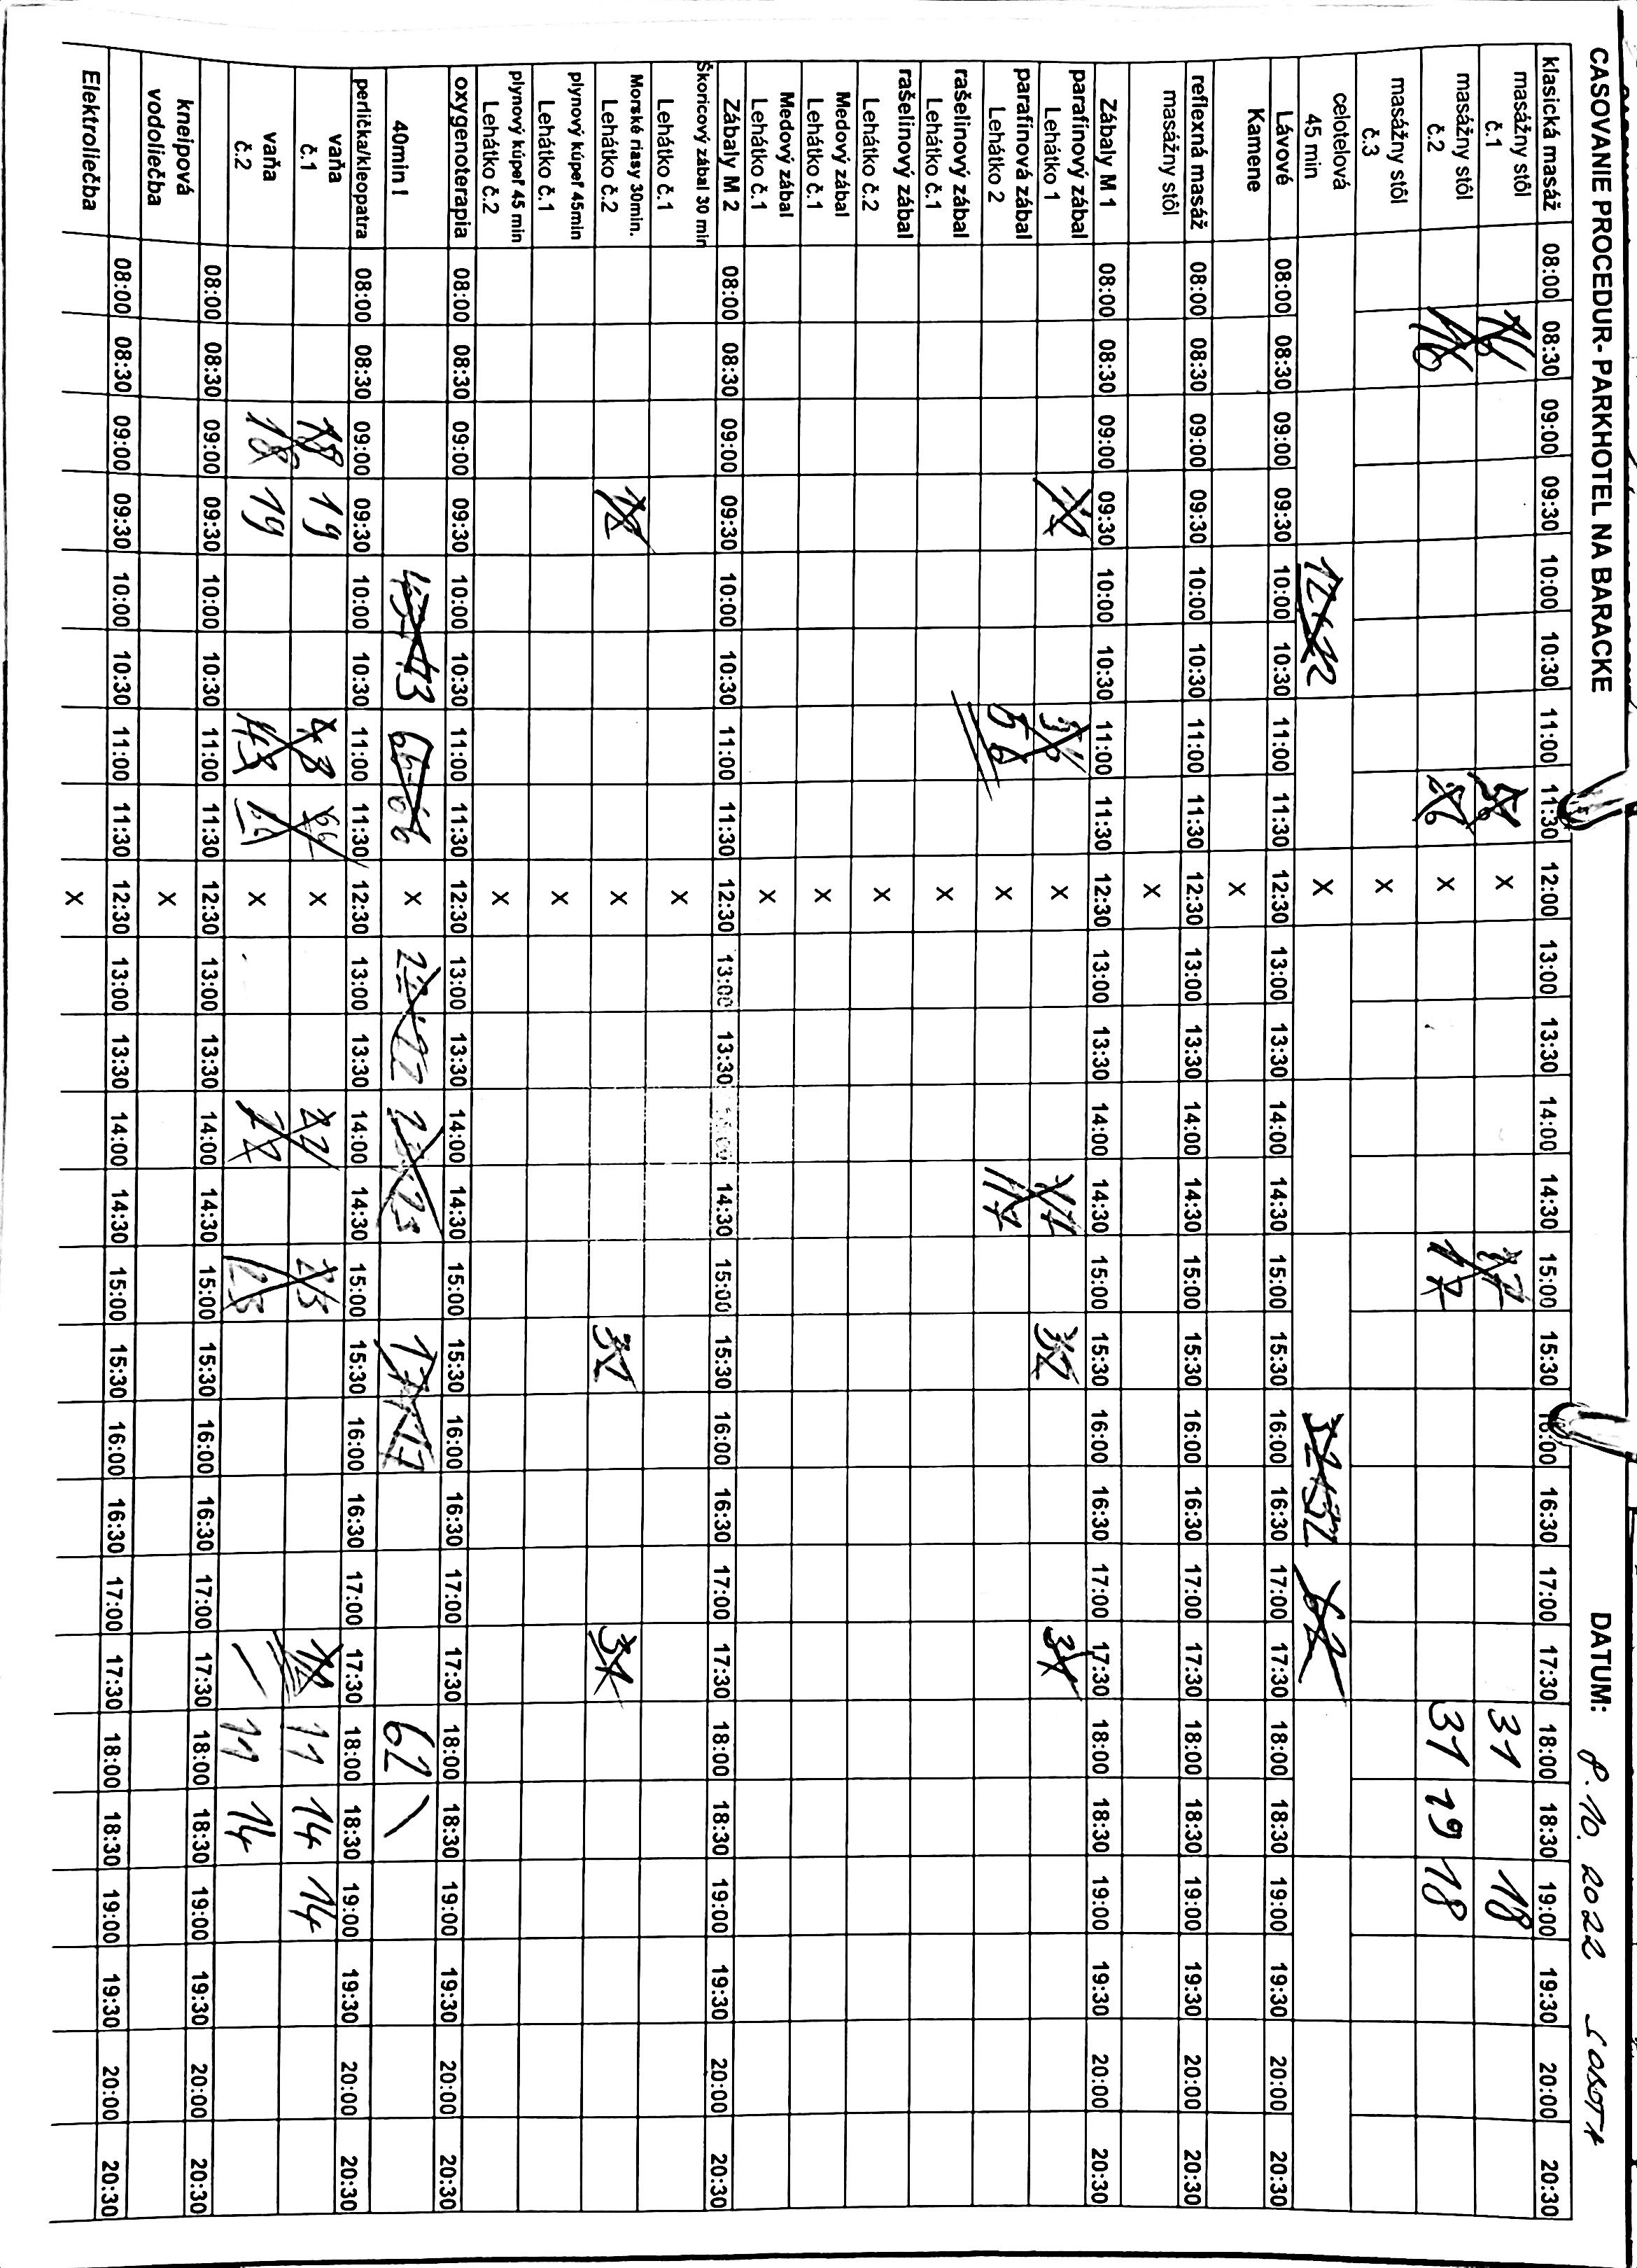 CASOVANIE PROCEDUR- PARKHOTEL NA BARACKE DATUM: 8.10. 2022 SOBOTA
klasická masáž 08:00 08:30 09:00 09:30 10:00 10:30 11:00 11:30 12:00 13:00 13:30 14:00 14:30 15:00 15:30 16:00 16:30 17:00 17:30 18:00 18:30 19:00 19:30 20:00 20:30
masážny stôl
č.1 16 56 X 17 31 18
masážny stôl
č.2 16 56 X 17 31 19 18
masážny stôl
č.3 X
celotelová
45 min X 62
Lávové 08:00 08:30 09:00 09:30 10:00 10:30 11:00 11:30 12:30 13:00 13:30 14:00 14:30 15:00 15:30 16:00 16:30 17:00 17:30 18:00 18:30 19:00 19:30 20:00 20:30
Kamene X
reflexná masáž 08:00 08:30 09:00 09:30 10:00 10:30 11:00 11:30 12:30 13:00 13:30 14:00 14:30 15:00 15:30 16:00 16:30 17:00 17:30 18:00 18:30 19:00 19:30 20:00 20:30
masážny stôl X
Zábaly M 1 08:00 08:30 09:00 09:30 10:00 10:30 11:00 11:30 12:30 13:00 13:30 14:00 14:30 15:00 15:30 16:00 16:30 17:00 17:30 18:00 18:30 19:00 19:30 20:00 20:30
parafínový zábal
Lehátko 1 18 56 X 17 32 31
parafínová zábal
Lehátko 2 56 X 17
rašelinový zábal
Lehátko č.1 X
rašelinový zábal
Lehátko č.2 X
Medový zábal
Lehátko č.1 X
Medový zábal
Lehátko č.1 X
Zábaly M 2 08:00 08:30 09:00 09:30 10:00 10:30 11:00 11:30 12:30 13:00 13:30 14:30 15:00 15:30 16:00 16:30 17:00 17:30 18:00 18:30 19:00 19:30 20:00 20:30
Škoricový zábal 30 min
Lehátko č.1 X
Morské riasy 30min.
Lehátko č.2 18 X 32 31
plynový kúpeľ 45min
Lehátko č.1 X
plynový kúpeľ 45 min
Lehátko č.2 X
oxygenoterapia 08:00 08:30 09:00 09:30 10:00 10:30 11:00 11:30 12:30 13:00 13:30 14:00 14:30 15:00 15:30 16:00 16:30 17:00 17:30 18:00 18:30 19:00 19:30 20:00 20:30
40min ! 43 43 66 66 X 22 22 23 23 17 17 62
perlička/kleopatra 08:00 08:30 09:00 09:30 10:00 10:30 11:00 11:30 12:30 13:00 13:30 14:00 14:30 15:00 15:30 16:00 16:30 17:00 17:30 18:00 18:30 19:00 19:30 20:00 20:30
vaňa
č.1 18 19 43 66 X 22 23 11 14 14
vaňa
č.2 18 19 43 66 X 22 23 11 14
08:00 08:30 09:00 09:30 10:00 10:30 11:00 11:30 12:30 13:00 13:30 14:00 14:30 15:00 15:30 16:00 16:30 17:00 17:30 18:00 18:30 19:00 19:30 20:00 20:30
kneipová
vodoliečba X
08:00 08:30 09:00 09:30 10:00 10:30 11:00 11:30 12:30 13:00 13:30 14:00 14:30 15:00 15:30 16:00 16:30 17:00 17:30 18:00 18:30 19:00 19:30 20:00 20:30
Elektroliečba X